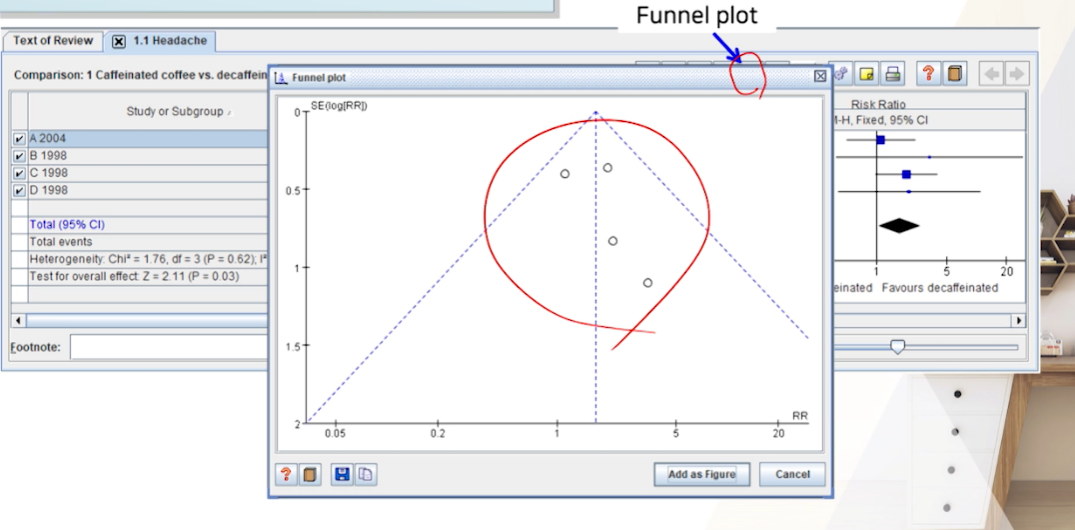 Funnel plot
Text of Review
1.1 Headache
Comparison: 1 Caffeinated coffee vs. decaffein
Funnel plot
Study or Subgroup
A 2004
B 1998
C 1998
D 1998
Total (95% CI)
Total events
Heterogeneity: Chi² = 1.76, df = 3 (P = 0.62); I²
Test for overall effect: Z = 2.11 (P = 0.03)
Footnote:
SE(log[RR])
0
0.5
1
1.5
2
0.05
0.2
1
5
20
RR
Add as Figure
Cancel
Risk Ratio
M-H, Fixed, 95% CI
1
5
20
einated
Favours decaffeinated